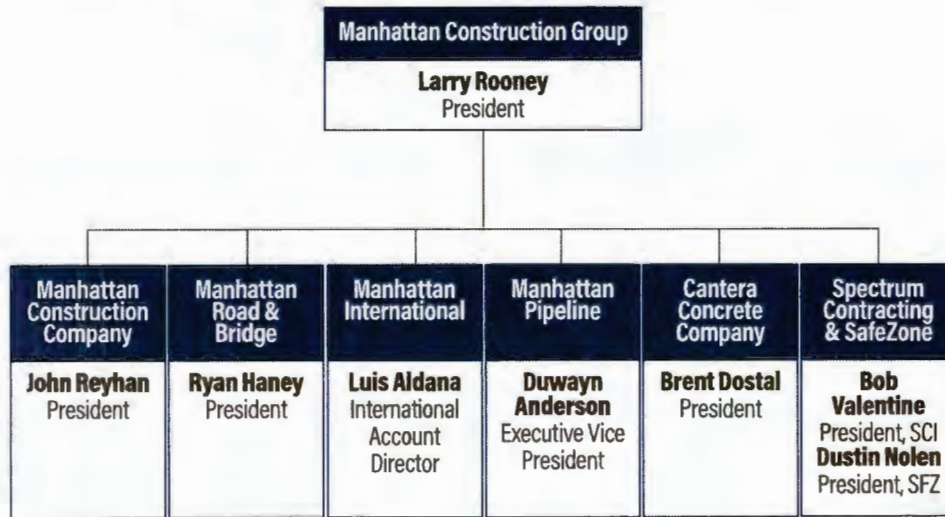 Manhattan Construction Group
Larry Rooney
President
Manhattan
Construction
Company
John Reyhan
President
Manhattan
Road &
Bridge
Ryan Haney
President
Manhattan
International
Luis Aldana
International
Account
Director
Manhattan
Pipeline
Duwayn
Anderson
Executive Vice
President
Cantera
Concrete
Company
Brent Dostal
President
Spectrum
Contracting
& SafeZone
Bob
Valentine
President, SCI
Dustin Nolen
President, SFZ